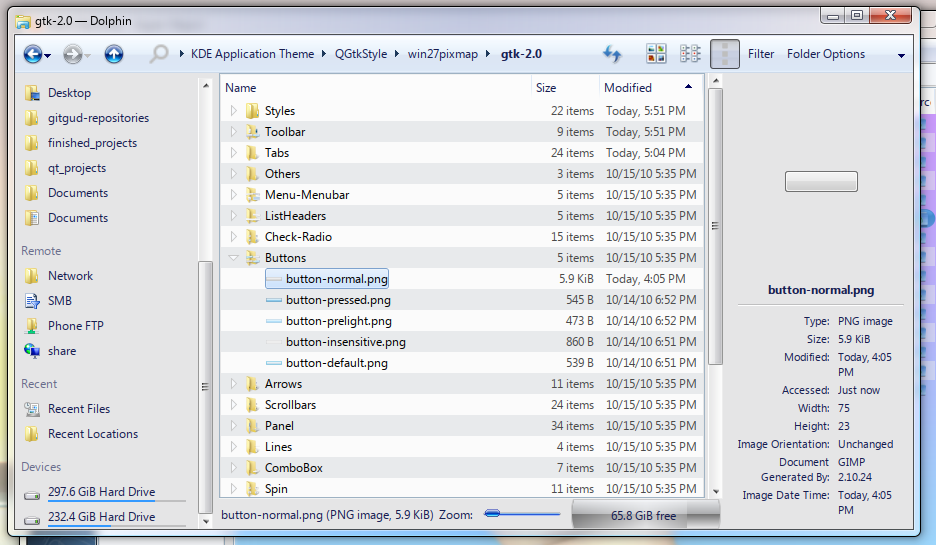 gtk-2.0 — Dolphin
KDE Application Theme QGtkStyle win27pixmap gtk-2.0 Filter Folder Options
Desktop
gitgud-repositories
finished_projects
qt_projects
Documents
Documents
Remote
Network
SMB
Phone FTP
share
Recent
Recent Files
Recent Locations
Devices
297.6 GiB Hard Drive
232.4 GiB Hard Drive
Name Size Modified
Styles 22 items Today, 5:51 PM
Toolbar 9 items Today, 5:51 PM
Tabs 24 items Today, 5:04 PM
Others 3 items 10/15/10 5:35 PM
Menu-Menubar 5 items 10/15/10 5:35 PM
ListHeaders 5 items 10/15/10 5:35 PM
Check-Radio 15 items 10/15/10 5:35 PM
Buttons 5 items 10/15/10 5:35 PM
button-normal.png 5.9 KiB Today, 4:05 PM
button-pressed.png 545 B 10/14/10 6:52 PM
button-prelight.png 473 B 10/14/10 6:52 PM
button-insensitive.png 860 B 10/14/10 6:51 PM
button-default.png 539 B 10/14/10 6:51 PM
Arrows 11 items 10/15/10 5:35 PM
Scrollbars 24 items 10/15/10 5:35 PM
Panel 34 items 10/15/10 5:35 PM
Lines 4 items 10/15/10 5:35 PM
ComboBox 7 items 10/15/10 5:35 PM
Spin 11 items 10/15/10 5:35 PM
button-normal.png (PNG image, 5.9 KiB) Zoom: 65.8 GiB free
button-normal.png
Type: PNG image
Size: 5.9 KiB
Modified: Today, 4:05
PM
Accessed: Just now
Width: 75
Height: 23
Image Orientation: Unchanged
Document GIMP
Generated By: 2.10.24
Image Date Time: Today, 4:05
PM